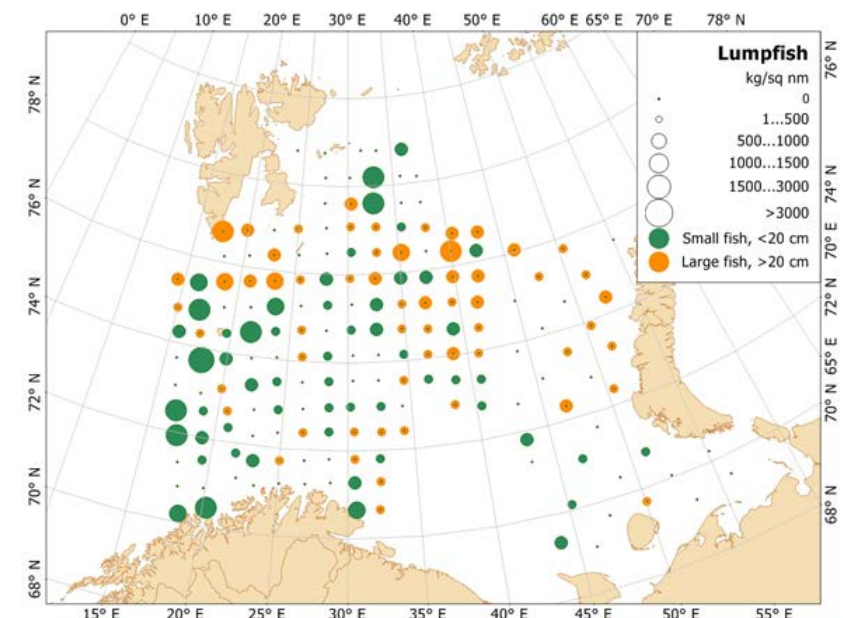 0° E 10° E 20° E 30° E 40° E 50° E 60° E 65° E 70° E 78° N
Lumpfish
kg/sq nm
0
1...500
500...1000
1000...1500
1500...3000
>3000
Small fish, <20 cm
Large fish, >20 cm
78° N
76° N
74° N
72° N
70° N
68° N
76° N
74° N
70° E
72° N
65° E
70° N
68° N
15° E 20° E 25° E 30° E 35° E 40° E 45° E 50° E 55° E